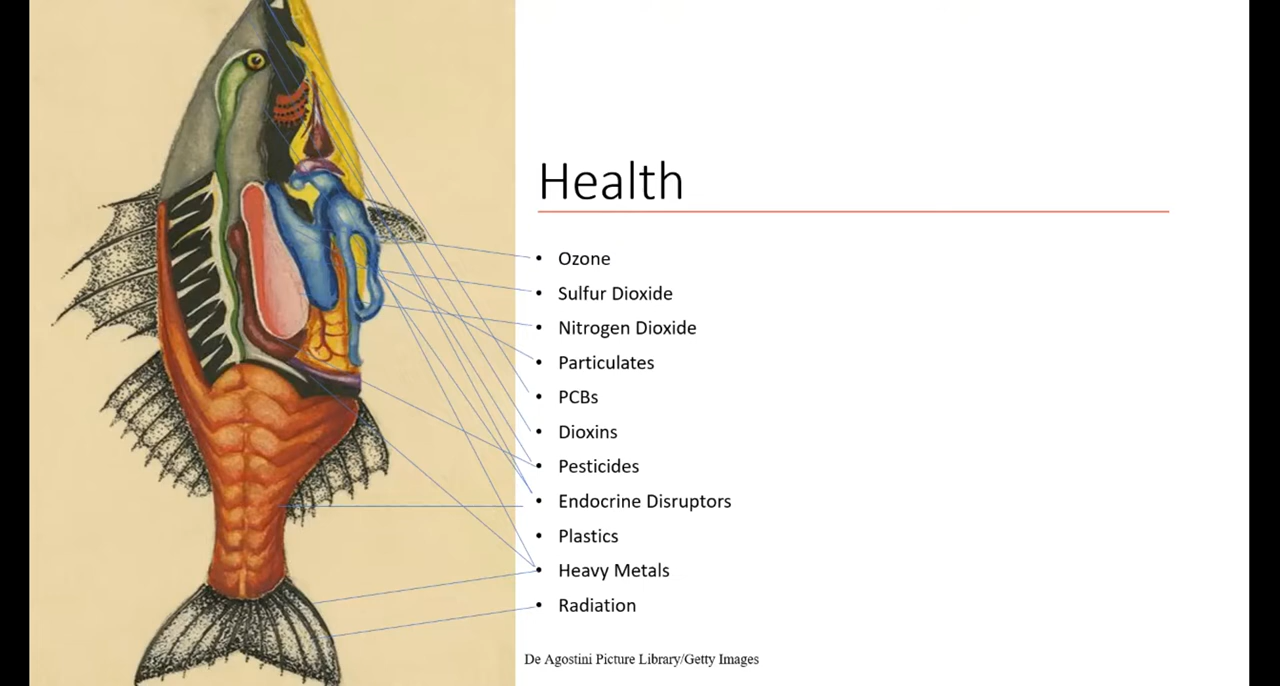 Health
• Ozone
• Sulfur Dioxide
• Nitrogen Dioxide
• Particulates
• PCBs
• Dioxins
• Pesticides
• Endocrine Disruptors
• Plastics
• Heavy Metals
• Radiation
De Agostini Picture Library/Getty Images